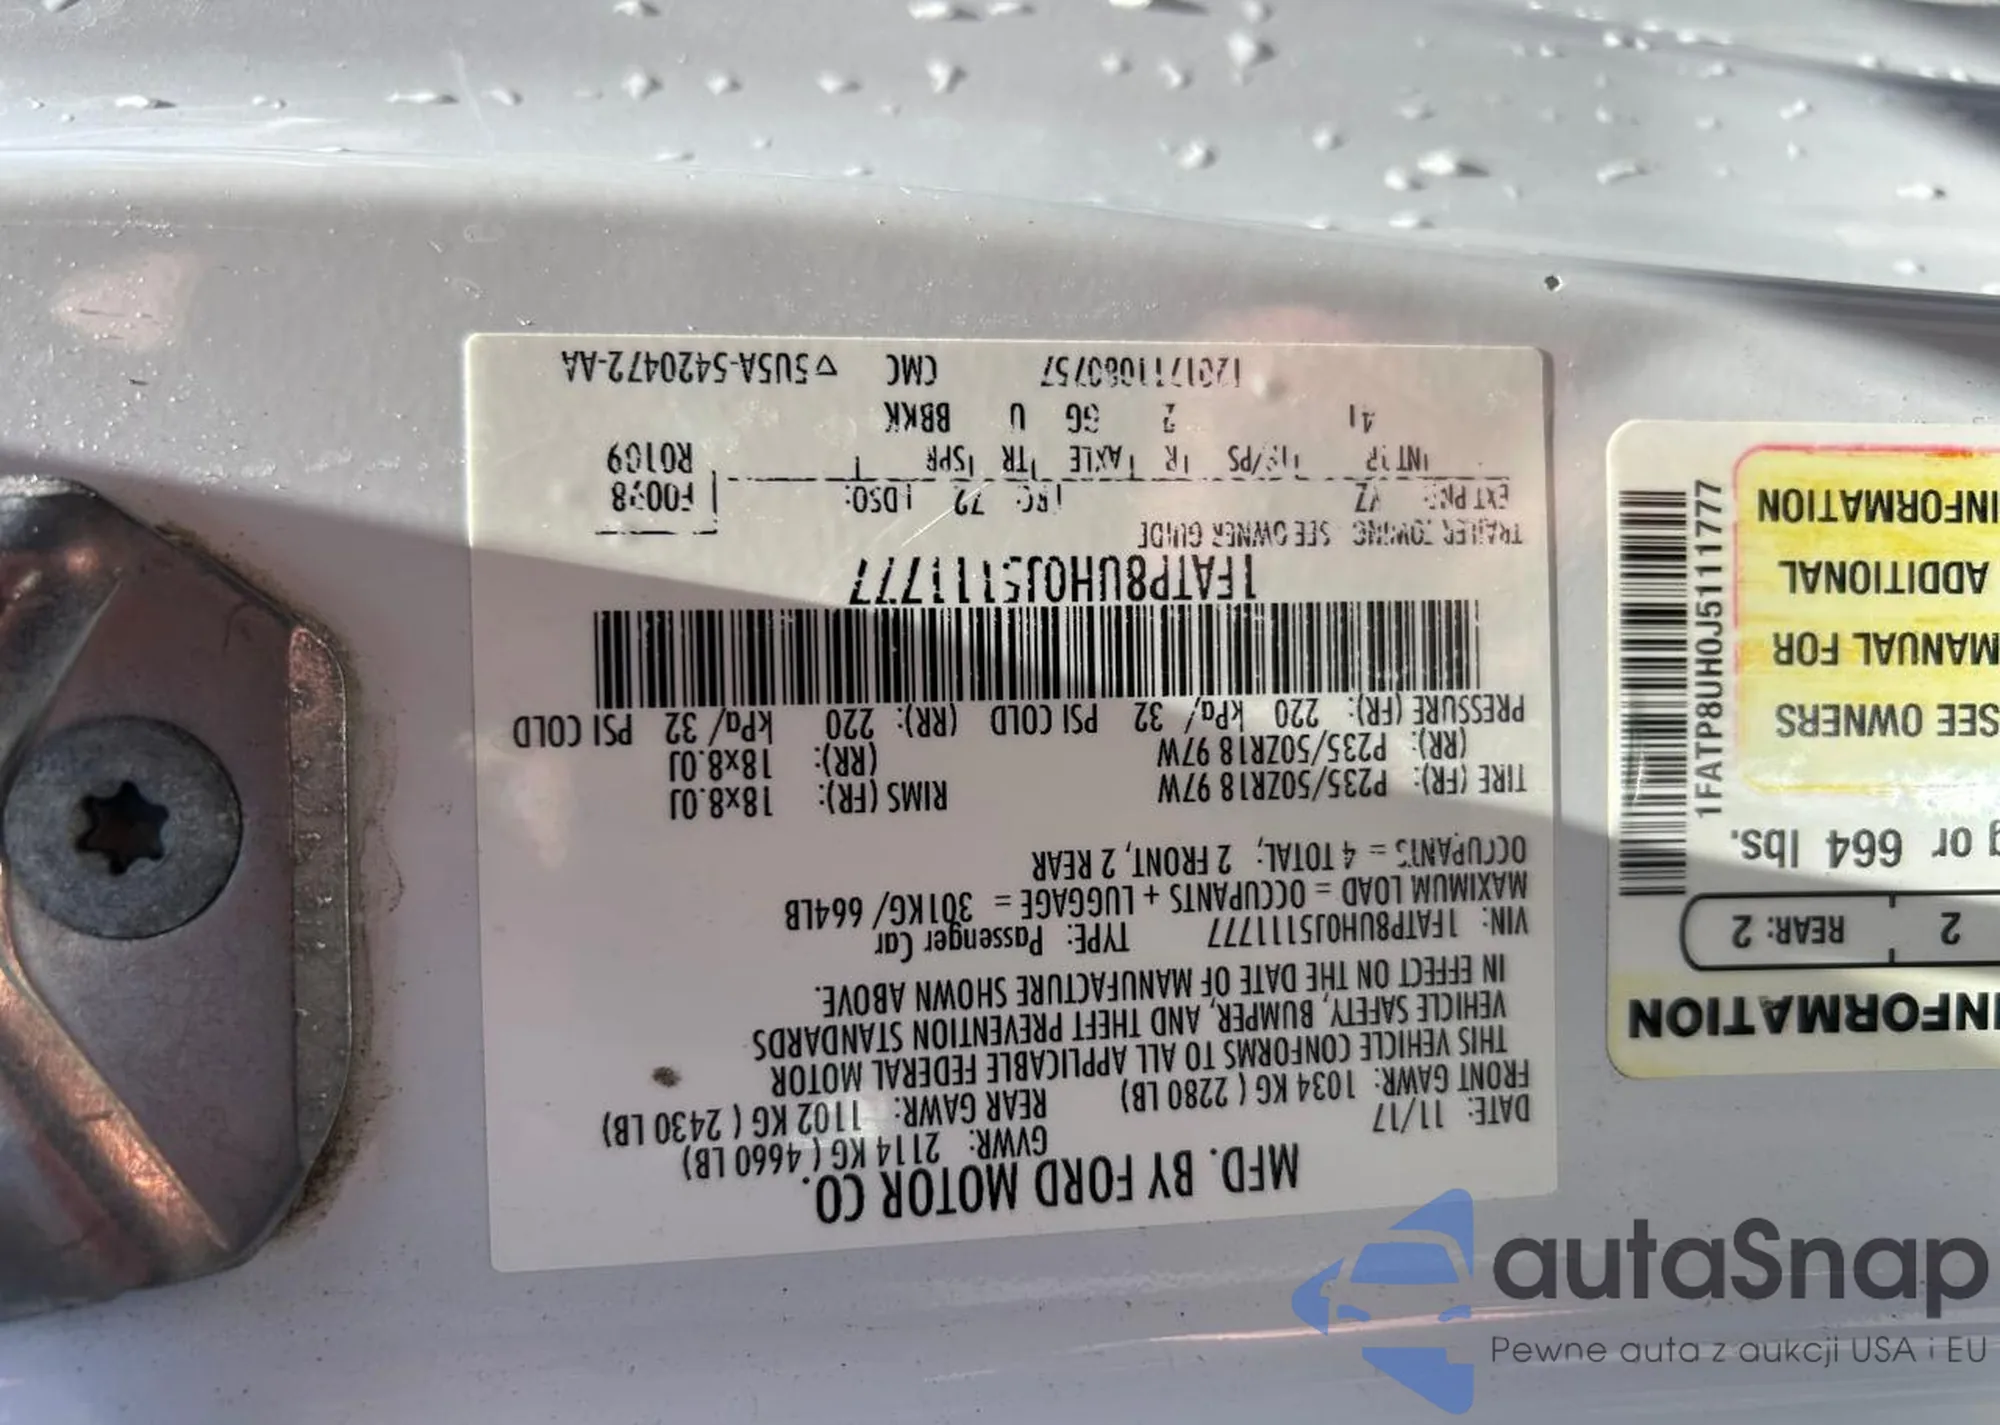 MFD. BY FORD MOTOR CO.
DATE: 11/17 GVWR: 2114 KG ( 4660 LB)
FRONT GAWR: 1034 KG ( 2280 LB) REAR GAWR: 1102 KG ( 2430 LB)
THIS VEHICLE CONFORMS TO ALL APPLICABLE FEDERAL MOTOR
VEHICLE SAFETY, BUMPER, AND THEFT PREVENTION STANDARDS
IN EFFECT ON THE DATE OF MANUFACTURE SHOWN ABOVE.
VIN: 1FATP8UH0J5111777 TYPE: Passenger Car
MAXIMUM LOAD = OCCUPANTS + LUGGAGE = 301KG/ 664LB
OCCUPANTS = 4 TOTAL; 2 FRONT, 2 REAR
TIRE (FR): P235/50ZR18 97W RIMS (FR): 18x8.0J
(RR): P235/50ZR18 97W (RR): 18x8.0J
PRESSURE (FR): 220 kPa/ 32 PSI COLD (RR): 220 kPa/ 32 PSI COLD
1FATP8UH0J5111777
TRAILER TOWING: SEE OWNER GUIDE
EXT PNT: YZ RC: 72 DSO:
INT TR TP/PS R AXLE TR SPR R0109
2 GG U BBKK
CMC ▽5U5A-5420472-AA
INFORMATION
2 REAR: 2
g or 664 lbs.
SEE OWNERS
MANUAL FOR
ADDITIONAL
INFORMATION
1FATP8UH0J5111777
autaSnap
Pewne auta z aukcji USA i EU